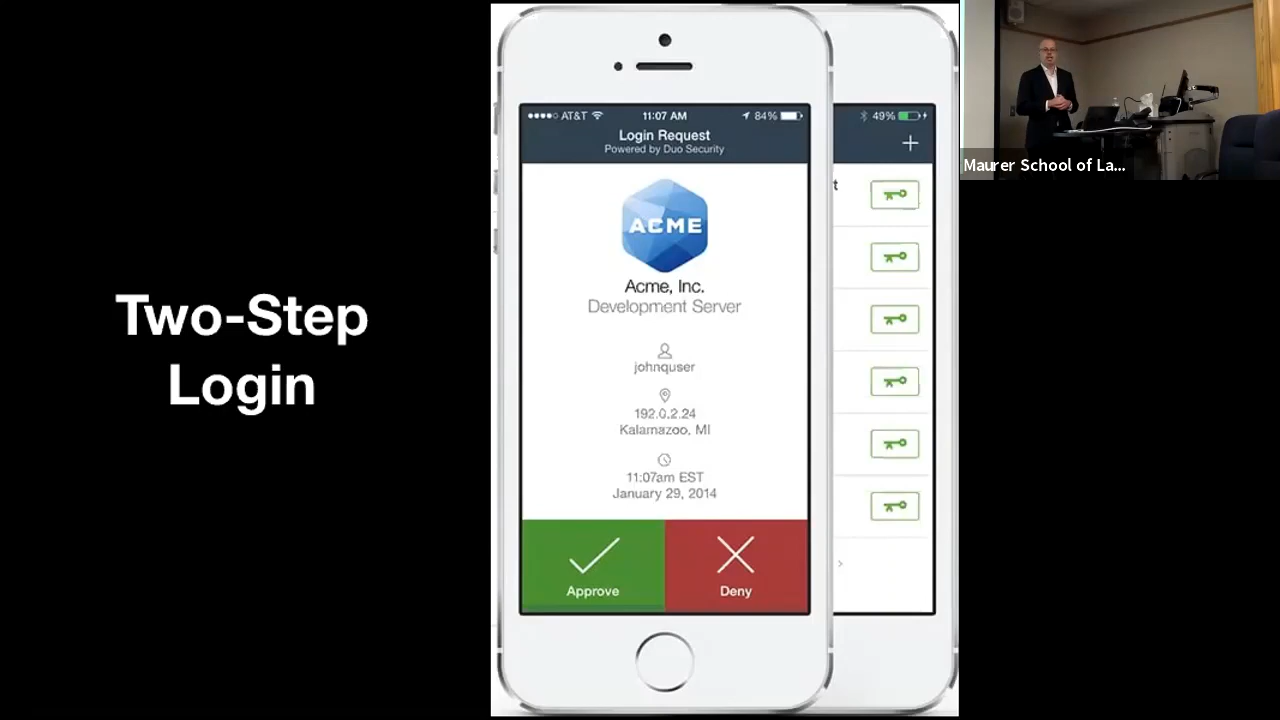 Two-Step
Login
AT&T
11:07 AM
84%
Login Request
Powered by Duo Security
ACME
Acme, Inc.
Development Server
johnquser
192.0.2.24
Kalamazoo, MI
11:07am EST
January 29, 2014
Approve
Deny
49%
+
t
Maurer School of La...